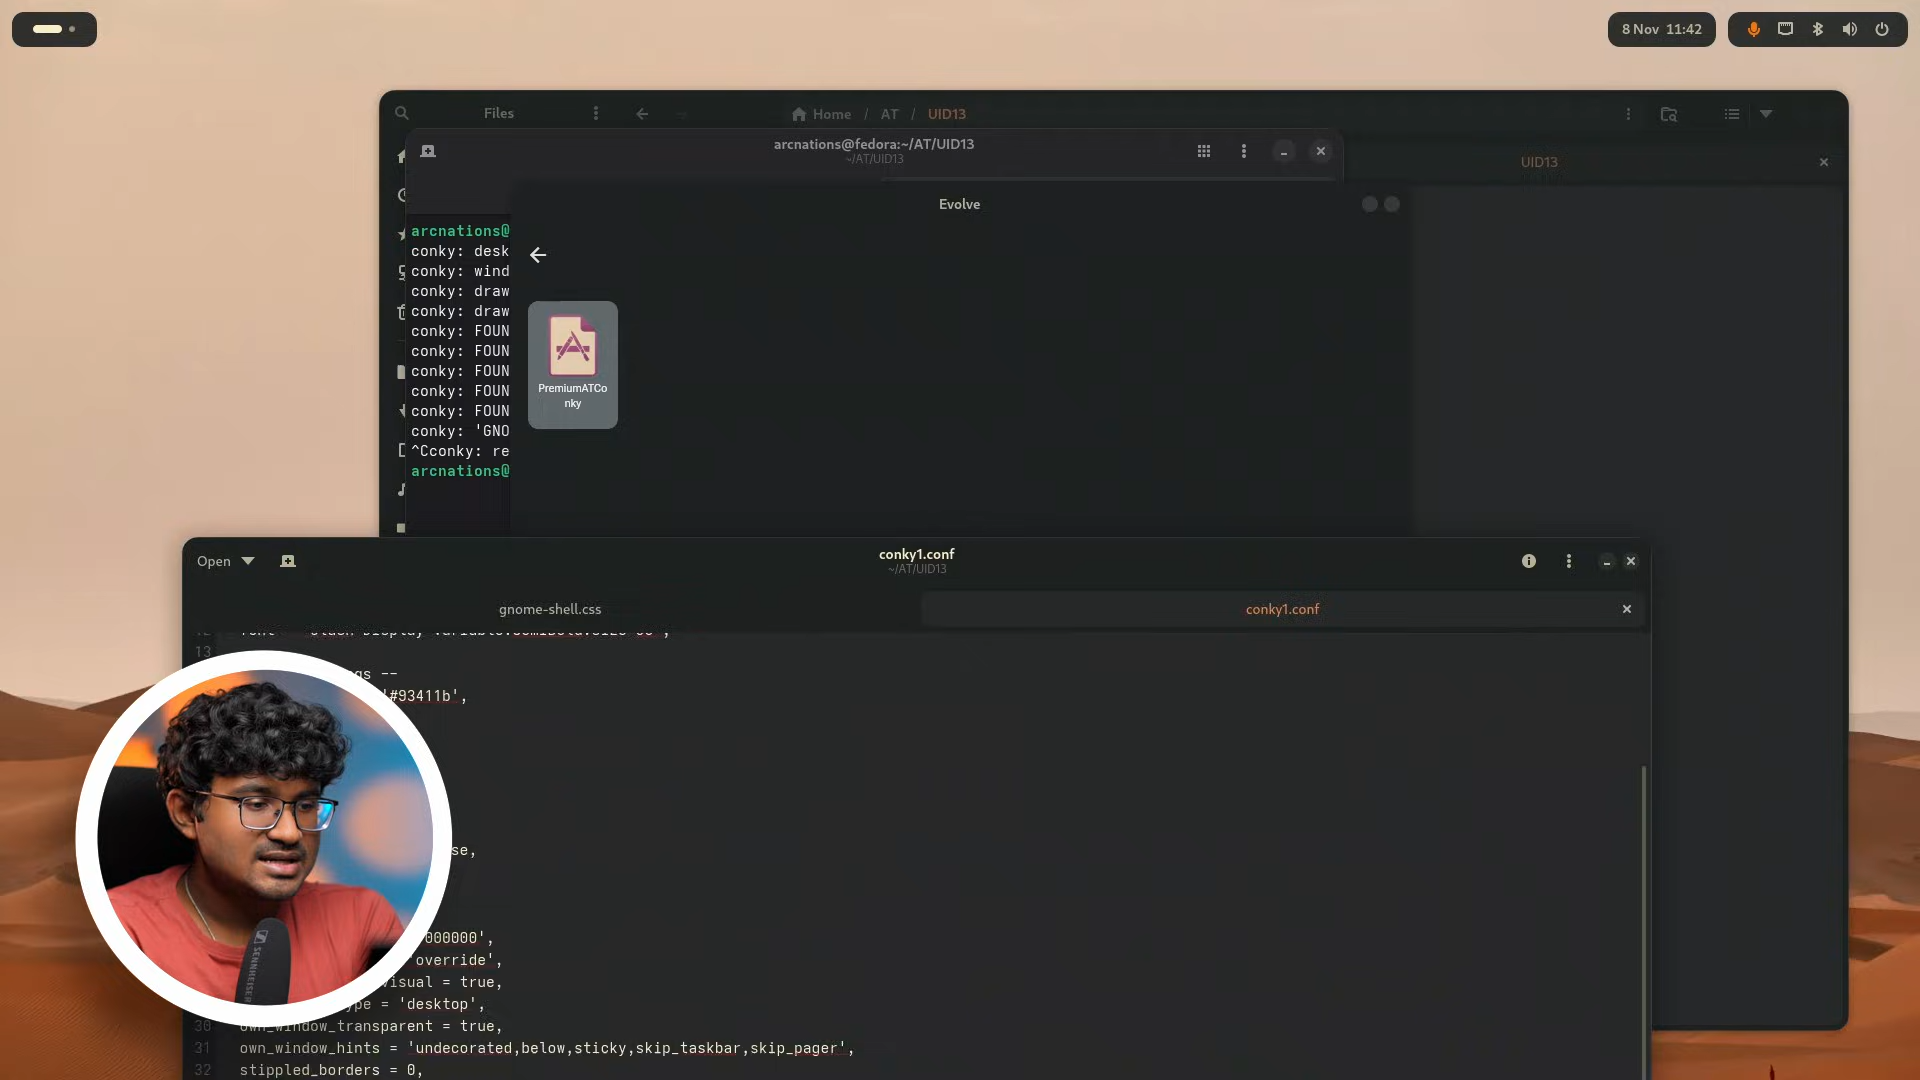 8 Nov 11:42
Files
Home / AT / UID13
arcnations@fedora:~/AT/UID13
~/AT/UID13
UID13
Evolve
arcnations@
conky: desk
conky: wind
conky: draw
conky: draw
conky: FOUN
conky: FOUN
conky: FOUN
conky: FOUN
conky: FOUN
conky: 'GNO
^Cconky: re
arcnations@
PremiumATCo
nky
Open
conky1.conf
~/AT/UID13
gnome-shell.css
conky1.conf
13
gs --
'#93411b',
se,
000000',
'override',
visual = true,
ype = 'desktop',
30 own_window_transparent = true,
31 own_window_hints = 'undecorated,below,sticky,skip_taskbar,skip_pager',
32 stippled_borders = 0,
SENNHEISER